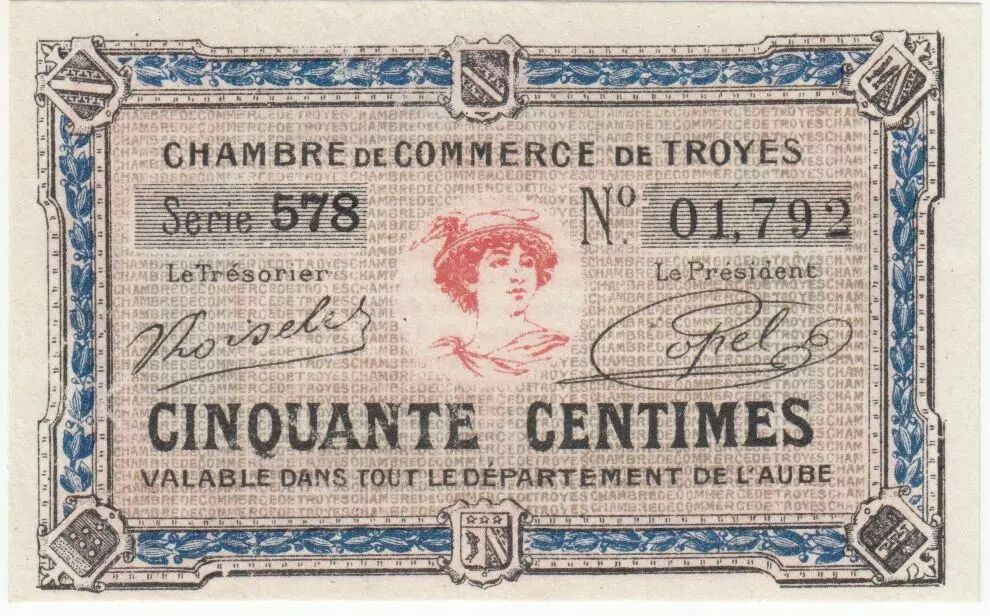 CHAMBRE DE COMMERCE DE TROYES
Serie 578
Nº. 01,792
Le Trésorier
Le President
CINQUANTE CENTIMES
VALABLE DANS TOUT LE DÉPARTEMENT DE L'AUBE